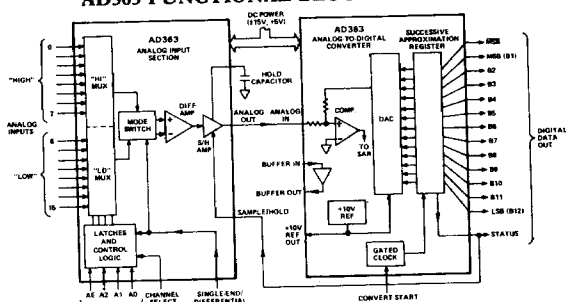 AD363 FUNCTIONAL
DC POWER
(±15V, +5V)
AD363
ANALOG INPUT
SECTION
AD363
ANALOG TO DIGITAL
CONVERTER
SUCCESSIVE
APPROXIMATION
REGISTER
0
"HIGH"
7
ANALOG
INPUTS
8
"LOW"
15
"HI"
MUX
"LO"
MUX
MODE
SWITCH
DIFF
AMP
S/H
AMP
HOLD
CAPACITOR
ANALOG
OUT
ANALOG
IN
COMP
TO
SAR
DAC
BUFFER IN
BUFFER OUT
SAMPLE/HOLD
+10V
REF
OUT
+10V
REF
GATED
CLOCK
LATCHES
AND
CONTROL
LOGIC
AE A2 A1 A0
CHANNEL
SELECT
SINGLE-END/
DIFFERENTIAL
CONVERT START
MSB
MSB (B1)
B2
B3
B4
B5
B6
B7
B8
B9
B10
B11
LSB (B12)
STATUS
DIGITAL
DATA
OUT